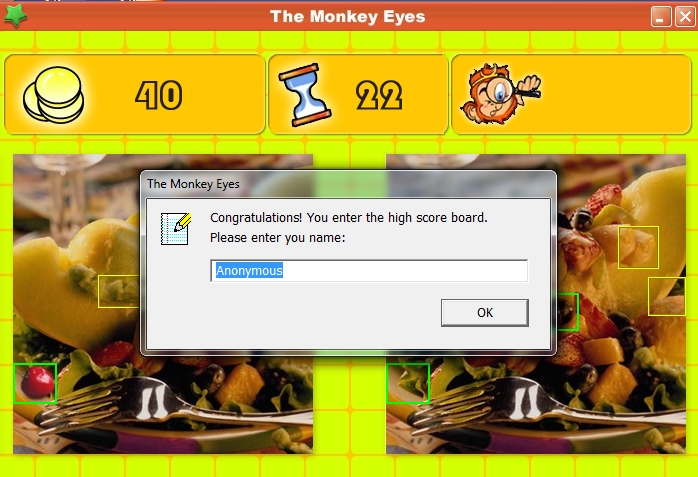 The Monkey Eyes
40
22
The Monkey Eyes
Congratulations! You enter the high score board.
Please enter you name:
Anonymous
OK